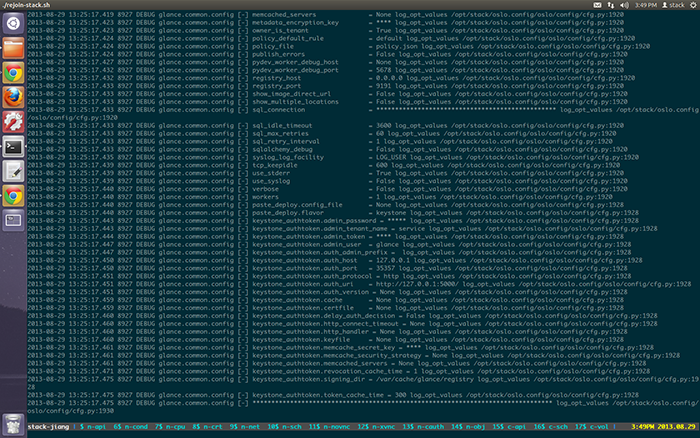 ./rejoin-stack.sh 3:49 PM stack
2013-08-29 13:25:17.419 8927 DEBUG glance.common.config [-] memcached_servers = None log_opt_values /opt/stack/oslo.config/oslo/config/cfg.py:1920
2013-08-29 13:25:17.423 8927 DEBUG glance.common.config [-] metadata_encryption_key = **** log_opt_values /opt/stack/oslo.config/oslo/config/cfg.py:1920
2013-08-29 13:25:17.423 8927 DEBUG glance.common.config [-] owner_is_tenant = True log_opt_values /opt/stack/oslo.config/oslo/config/cfg.py:1920
2013-08-29 13:25:17.424 8927 DEBUG glance.common.config [-] policy_default_rule = default log_opt_values /opt/stack/oslo.config/oslo/config/cfg.py:1920
2013-08-29 13:25:17.424 8927 DEBUG glance.common.config [-] policy_file = policy.json log_opt_values /opt/stack/oslo.config/oslo/config/cfg.py:1920
2013-08-29 13:25:17.432 8927 DEBUG glance.common.config [-] publish_errors = False log_opt_values /opt/stack/oslo.config/oslo/config/cfg.py:1920
2013-08-29 13:25:17.432 8927 DEBUG glance.common.config [-] pydev_worker_debug_host = None log_opt_values /opt/stack/oslo.config/oslo/config/cfg.py:1920
2013-08-29 13:25:17.432 8927 DEBUG glance.common.config [-] pydev_worker_debug_port = 5678 log_opt_values /opt/stack/oslo.config/oslo/config/cfg.py:1920
2013-08-29 13:25:17.432 8927 DEBUG glance.common.config [-] registry_host = 0.0.0.0 log_opt_values /opt/stack/oslo.config/oslo/config/cfg.py:1920
2013-08-29 13:25:17.433 8927 DEBUG glance.common.config [-] registry_port = 9191 log_opt_values /opt/stack/oslo.config/oslo/config/cfg.py:1920
2013-08-29 13:25:17.433 8927 DEBUG glance.common.config [-] show_image_direct_url = False log_opt_values /opt/stack/oslo.config/oslo/config/cfg.py:1920
2013-08-29 13:25:17.433 8927 DEBUG glance.common.config [-] show_multiple_locations = False log_opt_values /opt/stack/oslo.config/oslo/config/cfg.py:1920
2013-08-29 13:25:17.433 8927 DEBUG glance.common.config [-] sql_connection = log_opt_values /opt/stack/oslo.config/
oslo/config/cfg.py:1920
2013-08-29 13:25:17.433 8927 DEBUG glance.common.config [-] sql_idle_timeout = 3600 log_opt_values /opt/stack/oslo.config/oslo/config/cfg.py:1920
2013-08-29 13:25:17.433 8927 DEBUG glance.common.config [-] sql_max_retries = 60 log_opt_values /opt/stack/oslo.config/oslo/config/cfg.py:1920
2013-08-29 13:25:17.433 8927 DEBUG glance.common.config [-] sql_retry_interval = 1 log_opt_values /opt/stack/oslo.config/oslo/config/cfg.py:1920
2013-08-29 13:25:17.433 8927 DEBUG glance.common.config [-] sqlalchemy_debug = False log_opt_values /opt/stack/oslo.config/oslo/config/cfg.py:1920
2013-08-29 13:25:17.438 8927 DEBUG glance.common.config [-] syslog_log_facility = LOG_USER log_opt_values /opt/stack/oslo.config/oslo/config/cfg.py:1920
2013-08-29 13:25:17.438 8927 DEBUG glance.common.config [-] tcp_keepidle = 600 log_opt_values /opt/stack/oslo.config/oslo/config/cfg.py:1920
2013-08-29 13:25:17.439 8927 DEBUG glance.common.config [-] use_stderr = True log_opt_values /opt/stack/oslo.config/oslo/config/cfg.py:1920
2013-08-29 13:25:17.439 8927 DEBUG glance.common.config [-] use_syslog = False log_opt_values /opt/stack/oslo.config/oslo/config/cfg.py:1920
2013-08-29 13:25:17.443 8927 DEBUG glance.common.config [-] verbose = False log_opt_values /opt/stack/oslo.config/oslo/config/cfg.py:1920
2013-08-29 13:25:17.443 8927 DEBUG glance.common.config [-] workers = 1 log_opt_values /opt/stack/oslo.config/oslo/config/cfg.py:1920
2013-08-29 13:25:17.443 8927 DEBUG glance.common.config [-] paste_deploy.config_file = None log_opt_values /opt/stack/oslo.config/oslo/config/cfg.py:1928
2013-08-29 13:25:17.444 8927 DEBUG glance.common.config [-] paste_deploy.flavor = keystone log_opt_values /opt/stack/oslo.config/oslo/config/cfg.py:1928
2013-08-29 13:25:17.444 8927 DEBUG glance.common.config [-] keystone_authtoken.admin_password = ***** log_opt_values /opt/stack/oslo.config/oslo/config/cfg.py:1928
2013-08-29 13:25:17.444 8927 DEBUG glance.common.config [-] keystone_authtoken.admin_tenant_name = service log_opt_values /opt/stack/oslo.config/oslo/config/cfg.py:1928
2013-08-29 13:25:17.444 8927 DEBUG glance.common.config [-] keystone_authtoken.admin_token = **** log_opt_values /opt/stack/oslo.config/oslo/config/cfg.py:1928
2013-08-29 13:25:17.444 8927 DEBUG glance.common.config [-] keystone_authtoken.admin_user = glance log_opt_values /opt/stack/oslo.config/oslo/config/cfg.py:1928
2013-08-29 13:25:17.444 8927 DEBUG glance.common.config [-] keystone_authtoken.auth_admin_prefix = log_opt_values /opt/stack/oslo.config/oslo/config/cfg.py:1928
2013-08-29 13:25:17.450 8927 DEBUG glance.common.config [-] keystone_authtoken.auth_host = 127.0.0.1 log_opt_values /opt/stack/oslo.config/oslo/config/cfg.py:1928
2013-08-29 13:25:17.450 8927 DEBUG glance.common.config [-] keystone_authtoken.auth_port = 35357 log_opt_values /opt/stack/oslo.config/oslo/config/cfg.py:1928
2013-08-29 13:25:17.451 8927 DEBUG glance.common.config [-] keystone_authtoken.auth_protocol = http log_opt_values /opt/stack/oslo.config/oslo/config/cfg.py:1928
2013-08-29 13:25:17.451 8927 DEBUG glance.common.config [-] keystone_authtoken.auth_uri = http://127.0.0.1:5000/ log_opt_values /opt/stack/oslo.config/oslo/config/cfg.py:1928
2013-08-29 13:25:17.451 8927 DEBUG glance.common.config [-] keystone_authtoken.auth_version = None log_opt_values /opt/stack/oslo.config/oslo/config/cfg.py:1928
2013-08-29 13:25:17.459 8927 DEBUG glance.common.config [-] keystone_authtoken.cache = None log_opt_values /opt/stack/oslo.config/oslo/config/cfg.py:1928
2013-08-29 13:25:17.459 8927 DEBUG glance.common.config [-] keystone_authtoken.certfile = None log_opt_values /opt/stack/oslo.config/oslo/config/cfg.py:1928
2013-08-29 13:25:17.460 8927 DEBUG glance.common.config [-] keystone_authtoken.delay_auth_decision = False log_opt_values /opt/stack/oslo.config/oslo/config/cfg.py:1928
2013-08-29 13:25:17.460 8927 DEBUG glance.common.config [-] keystone_authtoken.http_connect_timeout = None log_opt_values /opt/stack/oslo.config/oslo/config/cfg.py:1928
2013-08-29 13:25:17.460 8927 DEBUG glance.common.config [-] keystone_authtoken.http_handler = None log_opt_values /opt/stack/oslo.config/oslo/config/cfg.py:1928
2013-08-29 13:25:17.460 8927 DEBUG glance.common.config [-] keystone_authtoken.keyfile = None log_opt_values /opt/stack/oslo.config/oslo/config/cfg.py:1928
2013-08-29 13:25:17.461 8927 DEBUG glance.common.config [-] keystone_authtoken.memcache_secret_key = **** log_opt_values /opt/stack/oslo.config/oslo/config/cfg.py:1928
2013-08-29 13:25:17.461 8927 DEBUG glance.common.config [-] keystone_authtoken.memcache_security_strategy = None log_opt_values /opt/stack/oslo.config/oslo/config/cfg.py:1928
2013-08-29 13:25:17.461 8927 DEBUG glance.common.config [-] keystone_authtoken.memcached_servers = None log_opt_values /opt/stack/oslo.config/oslo/config/cfg.py:1928
2013-08-29 13:25:17.471 8927 DEBUG glance.common.config [-] keystone_authtoken.revocation_cache_time = 1 log_opt_values /opt/stack/oslo.config/oslo/config/cfg.py:1928
2013-08-29 13:25:17.475 8927 DEBUG glance.common.config [-] keystone_authtoken.signing_dir = /var/cache/glance/registry log_opt_values /opt/stack/oslo.config/oslo/config/cfg.py:19
28
2013-08-29 13:25:17.475 8927 DEBUG glance.common.config [-] keystone_authtoken.token_cache_time = 300 log_opt_values /opt/stack/oslo.config/oslo/config/cfg.py:1928
2013-08-29 13:25:17.475 8927 DEBUG glance.common.config [-] log_opt_values /opt/stack/oslo.config/
oslo/config/cfg.py:1930
stack-jiang | $ n-api 6$ n-cond 7$ n-cpu 8$ n-crt 9$ n-net 10$ n-sch 11$ n-novnc 12$ n-xvnc 13$ n-cauth 14$ n-obj 15$ c-api 16$ c-sch 17$ c-vol | 3:49PM 2013.08.29